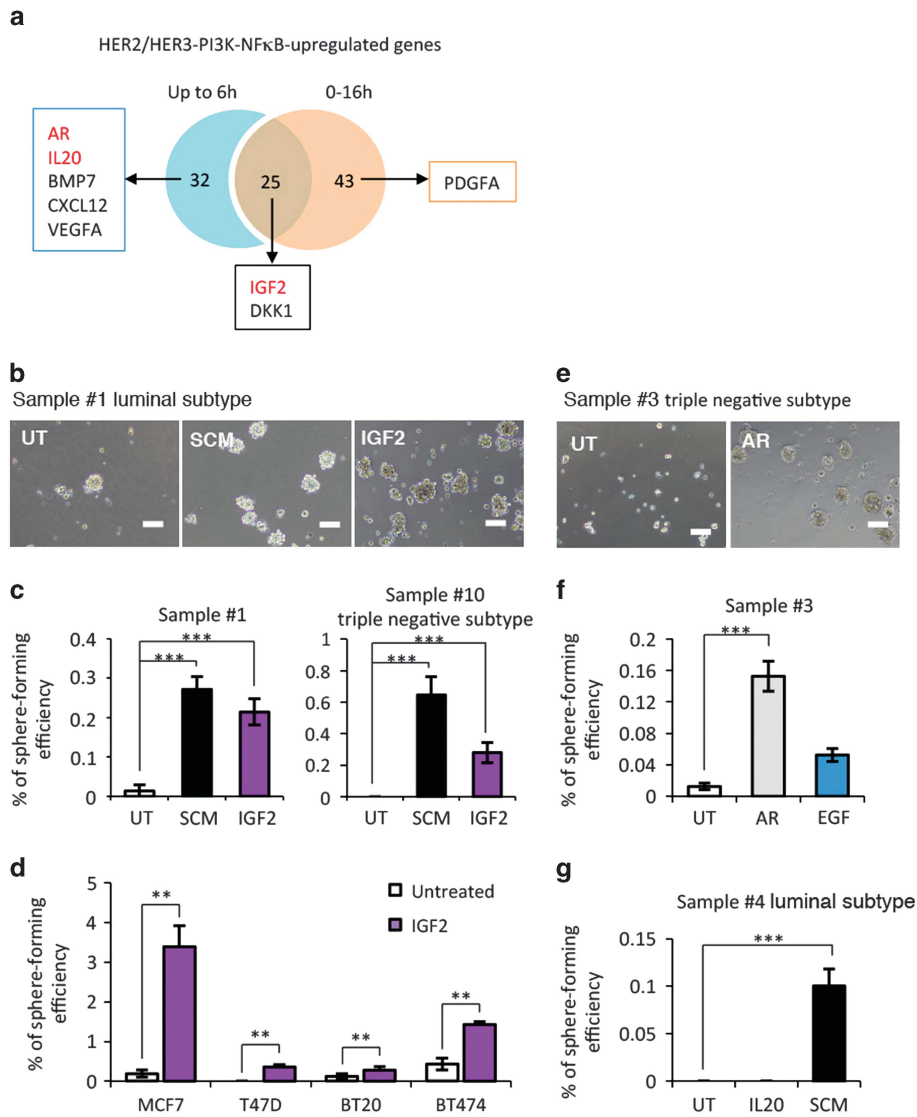 a
HER2/HER3-PI3K-NFκB-upregulated genes
Up to 6h
0-16h
AR
IL20
BMP7
CXCL12
VEGFA
32
25
43
PDGFA
IGF2
DKK1
b
Sample #1 luminal subtype
UT
SCM
IGF2
e
Sample #3 triple negative subtype
UT
AR
c
Sample #1
% of sphere-forming
efficiency
0.4
0.3
0.2
0.1
0
***
***
UT SCM IGF2
Sample #10
triple negative subtype
1
0.8
0.6
0.4
0.2
0
***
***
UT SCM IGF2
f
Sample #3
% of sphere-forming
efficiency
0.2
0.16
0.12
0.08
0.04
0
***
UT AR EGF
d
% of sphere-forming
efficiency
5
4
3
2
1
0
Untreated
IGF2
**
**
**
**
MCF7 T47D BT20 BT474
g
Sample #4 luminal subtype
% of sphere-forming
efficiency
0.15
0.1
0.05
0
***
UT IL20 SCM